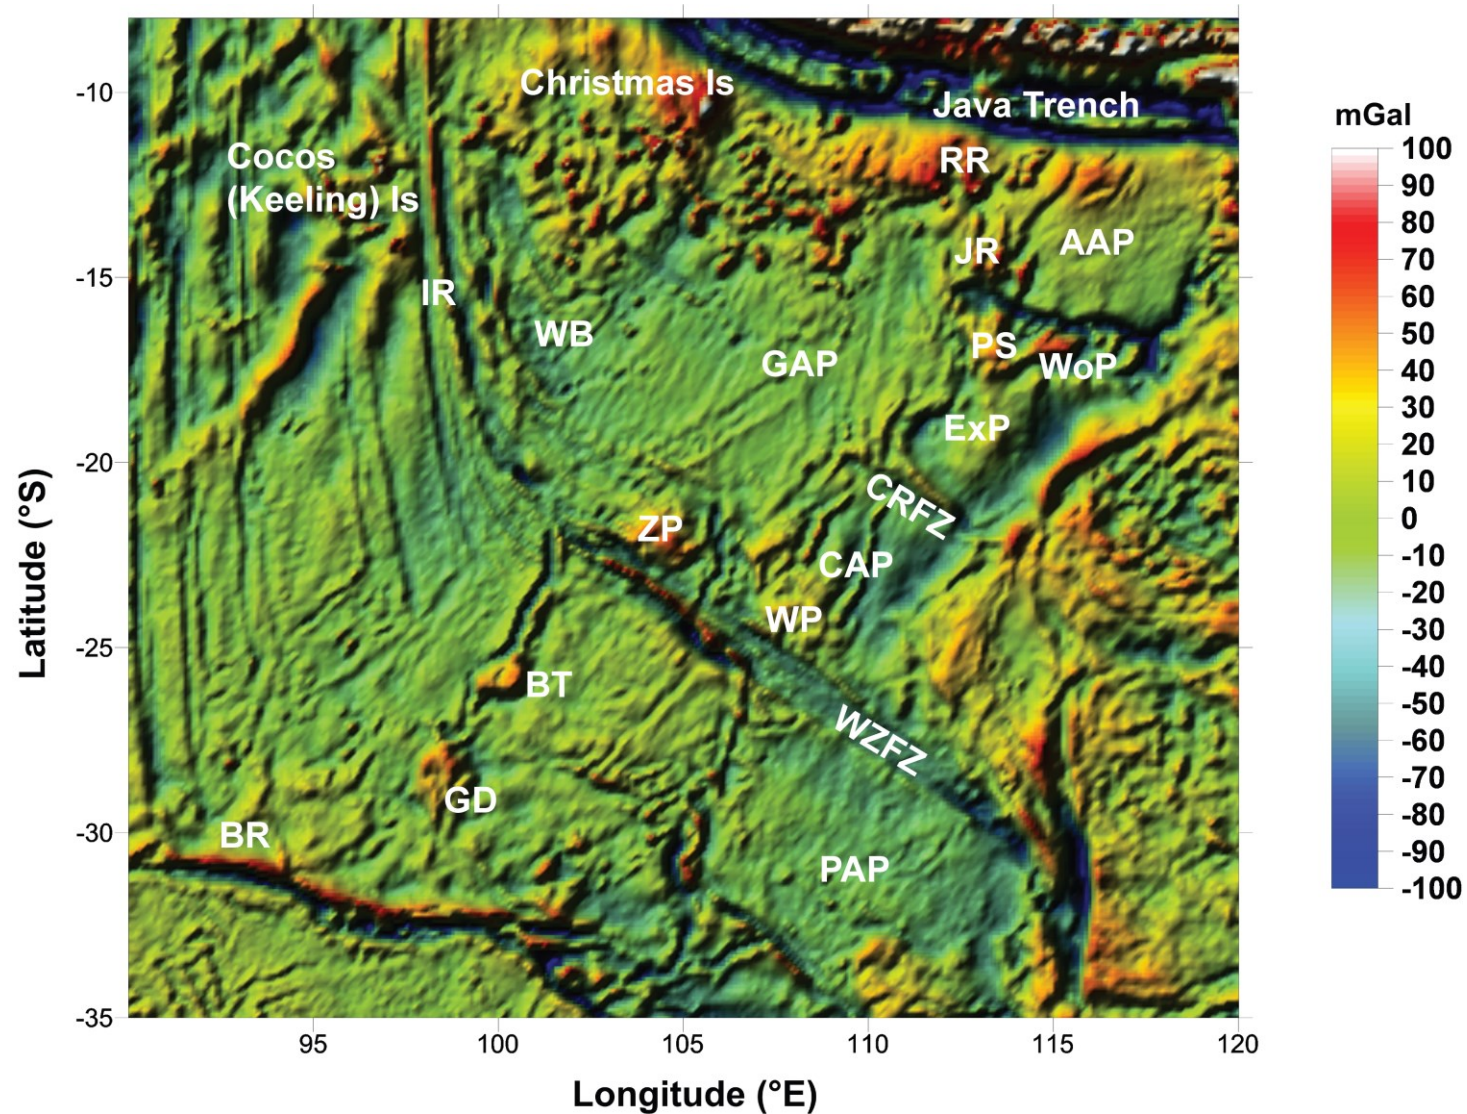 mGal
Christmas Is
Java Trench
Cocos
(Keeling) Is
RR
JR
AAP
IR
WB
GAP
PS
WoP
ExP
CRFZ
ZP
CAP
WP
BT
WZFZ
GD
BR
PAP
-10
-15
-20
-25
-30
-35
Latitude (°S)
95
100
105
110
115
120
Longitude (°E)
100
90
80
70
60
50
40
30
20
10
0
-10
-20
-30
-40
-50
-60
-70
-80
-90
-100